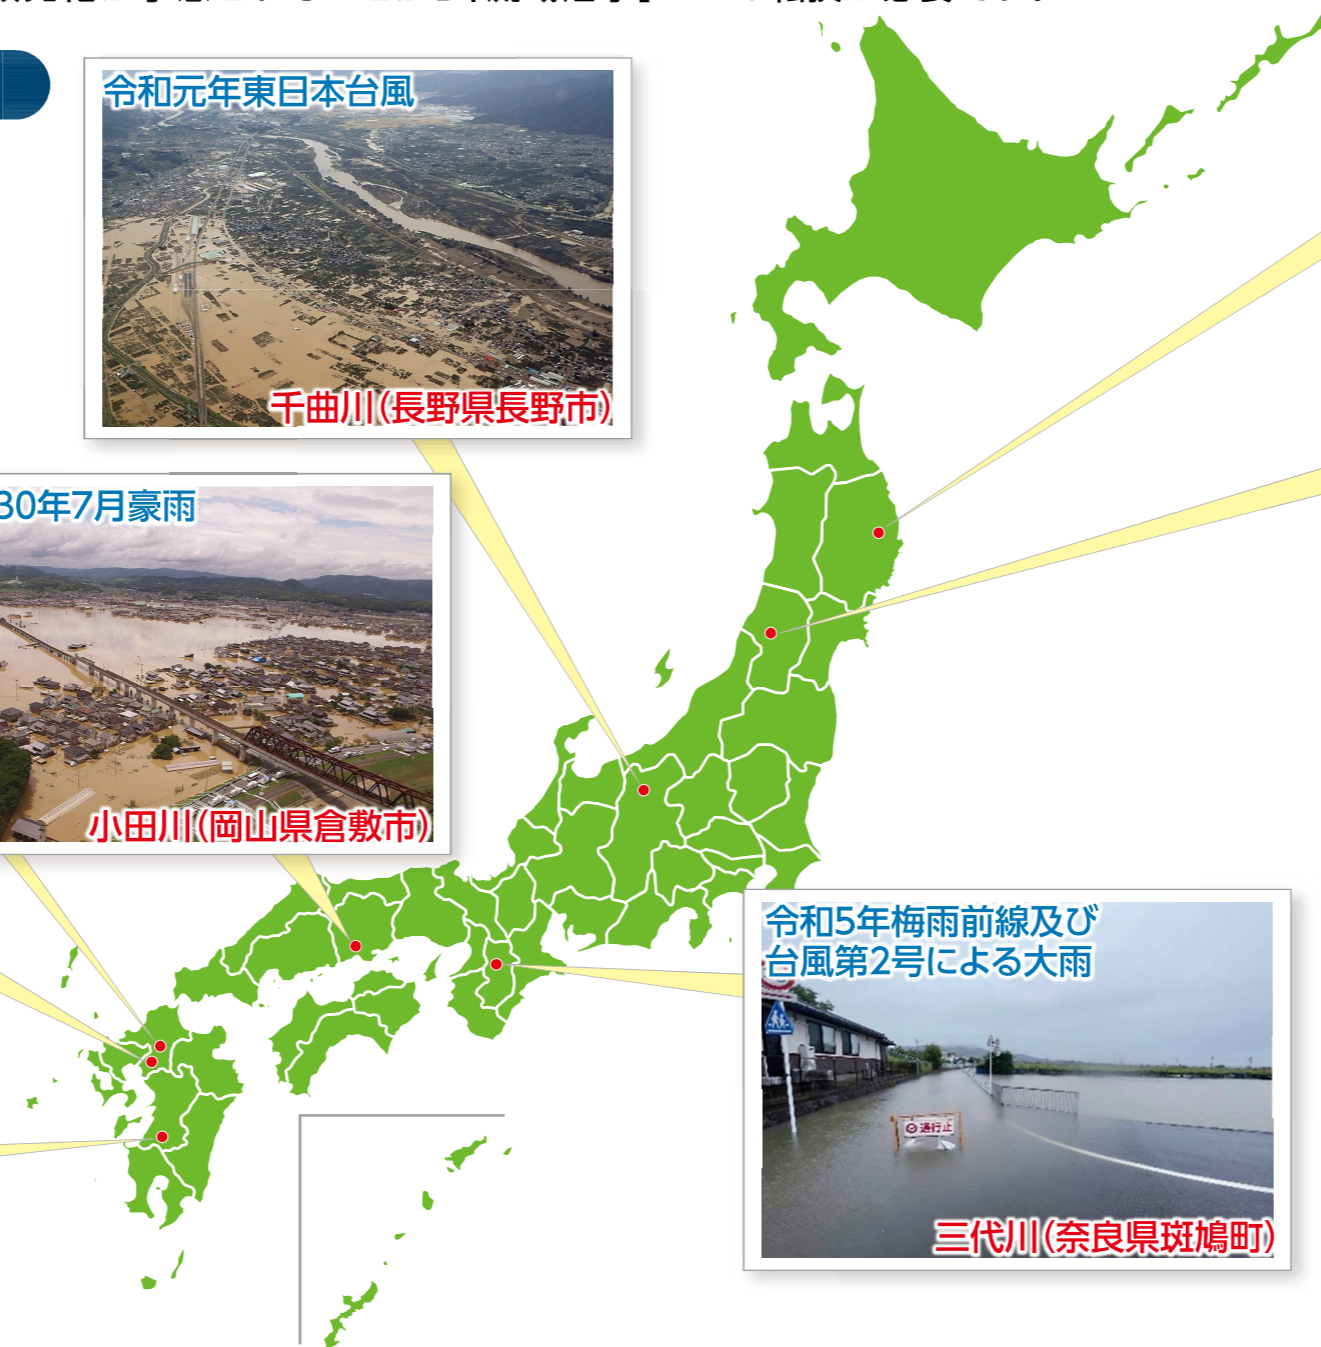 令和元年東日本台風
千曲川(長野県長野市)
30年7月豪雨
小田川(岡山県倉敷市)
令和5年梅雨前線及び
台風第2号による大雨
通行止
三代川(奈良県斑鳩町)